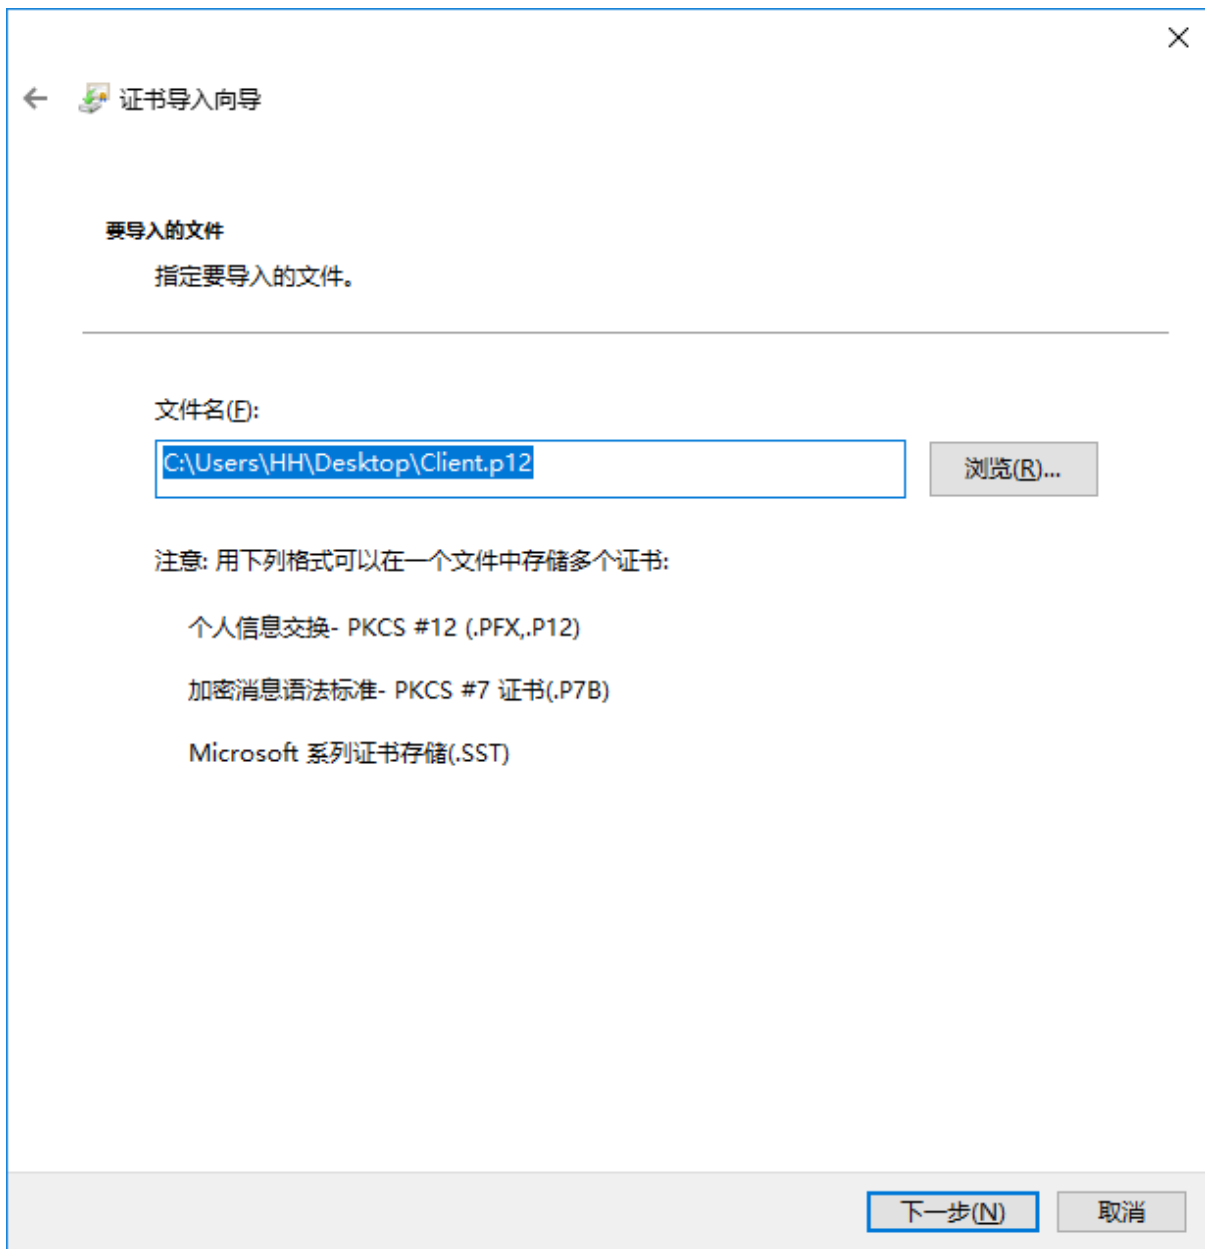 证书导入向导
要导入的文件
指定要导入的文件。
文件名(F):
C:\Users\HH\Desktop\Client.p12
浏览(R)...
注意: 用下列格式可以在一个文件中存储多个证书:
个人信息交换- PKCS #12 (.PFX,.P12)
加密消息语法标准- PKCS #7 证书(.P7B)
Microsoft 系列证书存储(.SST)
下一步(N)
取消